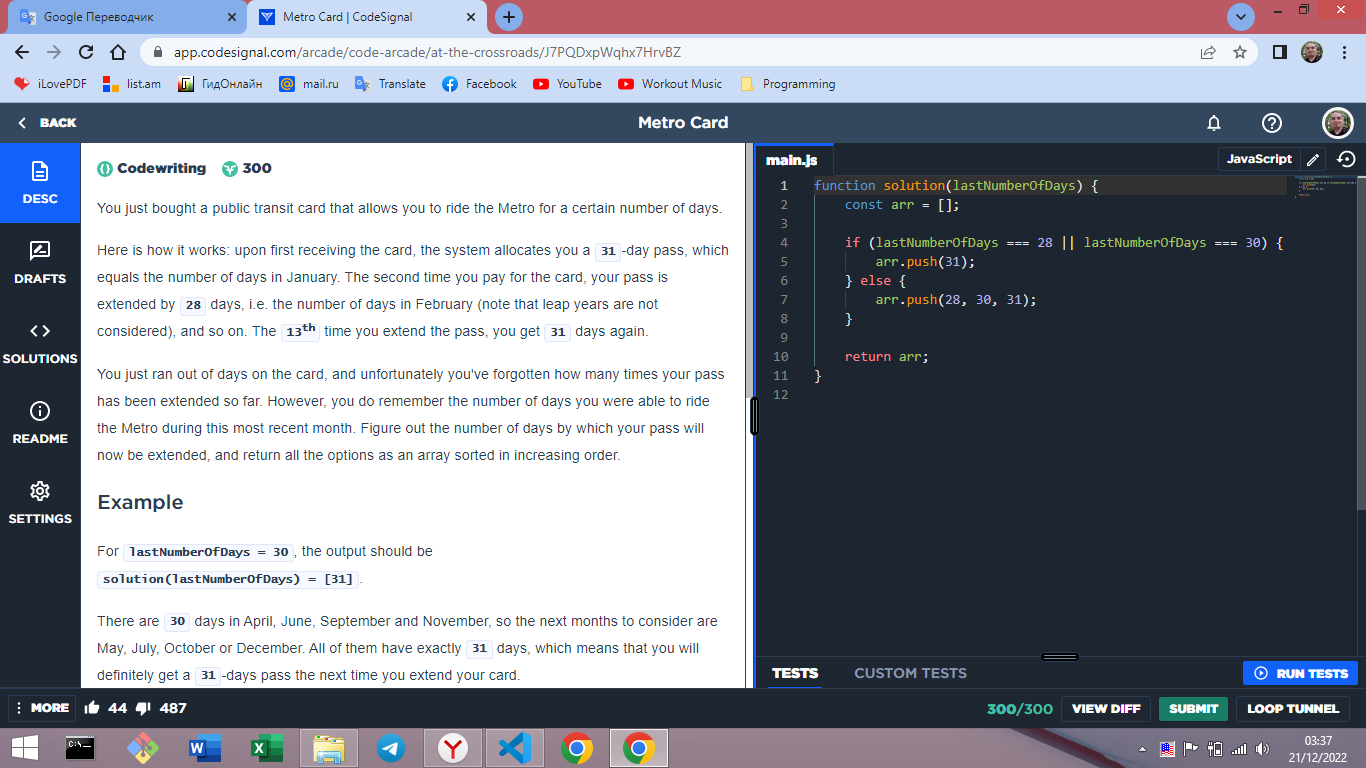 Google Переводчик
Metro Card | CodeSignal
app.codesignal.com/arcade/code-arcade/at-the-crossroads/J7PQDxpWqhx7HrvBZ
iLovePDF
list.am
ГидОнлайн
mail.ru
Translate
Facebook
YouTube
Workout Music
Programming
BACK
Metro Card
DESC
DRAFTS
SOLUTIONS
README
SETTINGS
Codewriting 300
You just bought a public transit card that allows you to ride the Metro for a certain number of days.
Here is how it works: upon first receiving the card, the system allocates you a 31-day pass, which
equals the number of days in January. The second time you pay for the card, your pass is
extended by 28 days, i.e. the number of days in February (note that leap years are not
considered), and so on. The 13th time you extend the pass, you get 31 days again.
You just ran out of days on the card, and unfortunately you've forgotten how many times your pass
has been extended so far. However, you do remember the number of days you were able to ride
the Metro during this most recent month. Figure out the number of days by which your pass will
now be extended, and return all the options as an array sorted in increasing order.
Example
For lastNumberOfDays = 30, the output should be
solution(lastNumberOfDays) = [31].
There are 30 days in April, June, September and November, so the next months to consider are
May, July, October or December. All of them have exactly 31 days, which means that you will
definitely get a 31-days pass the next time you extend your card.
main.js
JavaScript
1 function solution(lastNumberOfDays) {
2 const arr = [];
3
4 if (lastNumberOfDays === 28 || lastNumberOfDays === 30) {
5 arr.push(31);
6 } else {
7 arr.push(28, 30, 31);
8 }
9
10 return arr;
11 }
12
TESTS
CUSTOM TESTS
RUN TESTS
MORE
44
487
300/300
VIEW DIFF
SUBMIT
LOOP TUNNEL
03:37
21/12/2022